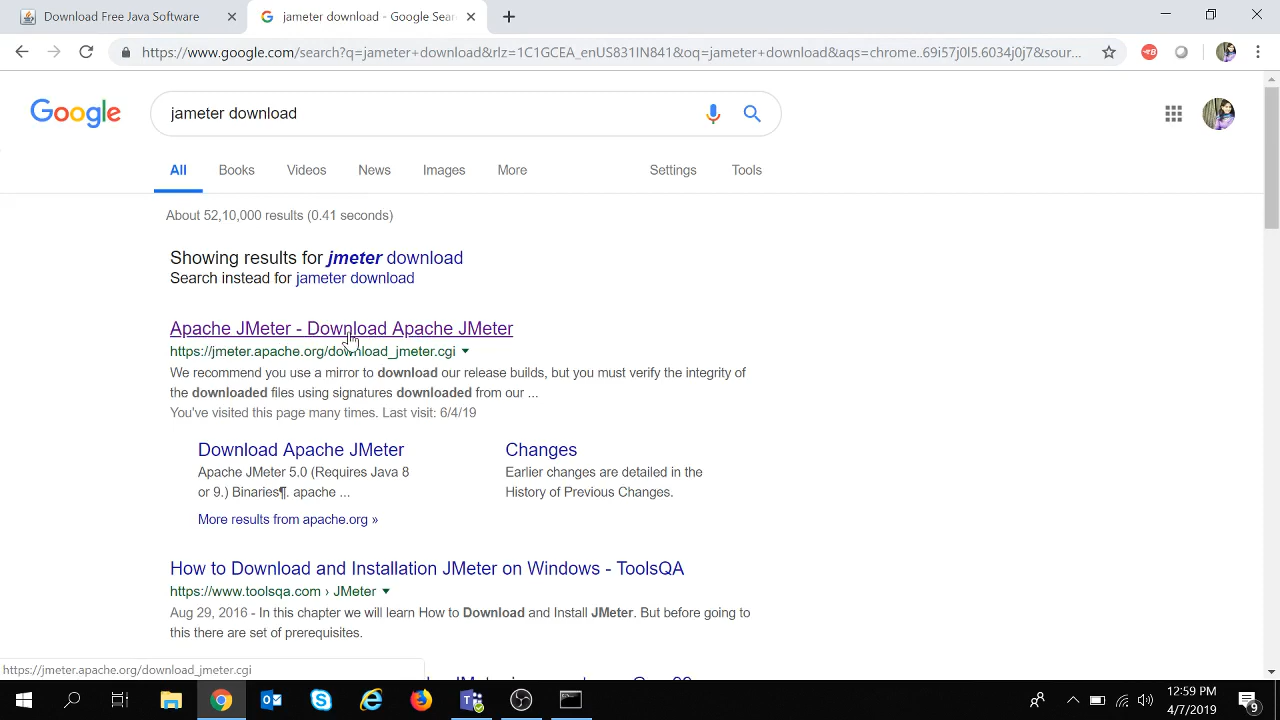 Download Free Java Software
jameter download - Google Sear
https://www.google.com/search?q=jameter+download&rlz=1C1GCEA_enUS831IN841&oq=jameter+download&aqs=chrome..69i57j0l5.6034j0j7&sour...
Google
jameter download
All Books Videos News Images More Settings Tools
About 52,10,000 results (0.41 seconds)
Showing results for jmeter download
Search instead for jameter download
Apache JMeter - Download Apache JMeter
https://jmeter.apache.org/download_jmeter.cgi
We recommend you use a mirror to download our release builds, but you must verify the integrity of
the downloaded files using signatures downloaded from our ...
You've visited this page many times. Last visit: 6/4/19
Download Apache JMeter
Apache JMeter 5.0 (Requires Java 8
or 9.) Binaries¶. apache ...
Changes
Earlier changes are detailed in the
History of Previous Changes.
More results from apache.org »
How to Download and Installation JMeter on Windows - ToolsQA
https://www.toolsqa.com › JMeter
Aug 29, 2016 - In this chapter we will learn How to Download and Install JMeter. But before going to
this there are set of prerequisites.
https://jmeter.apache.org/download_jmeter.cgi
12:59 PM
4/7/2019
9